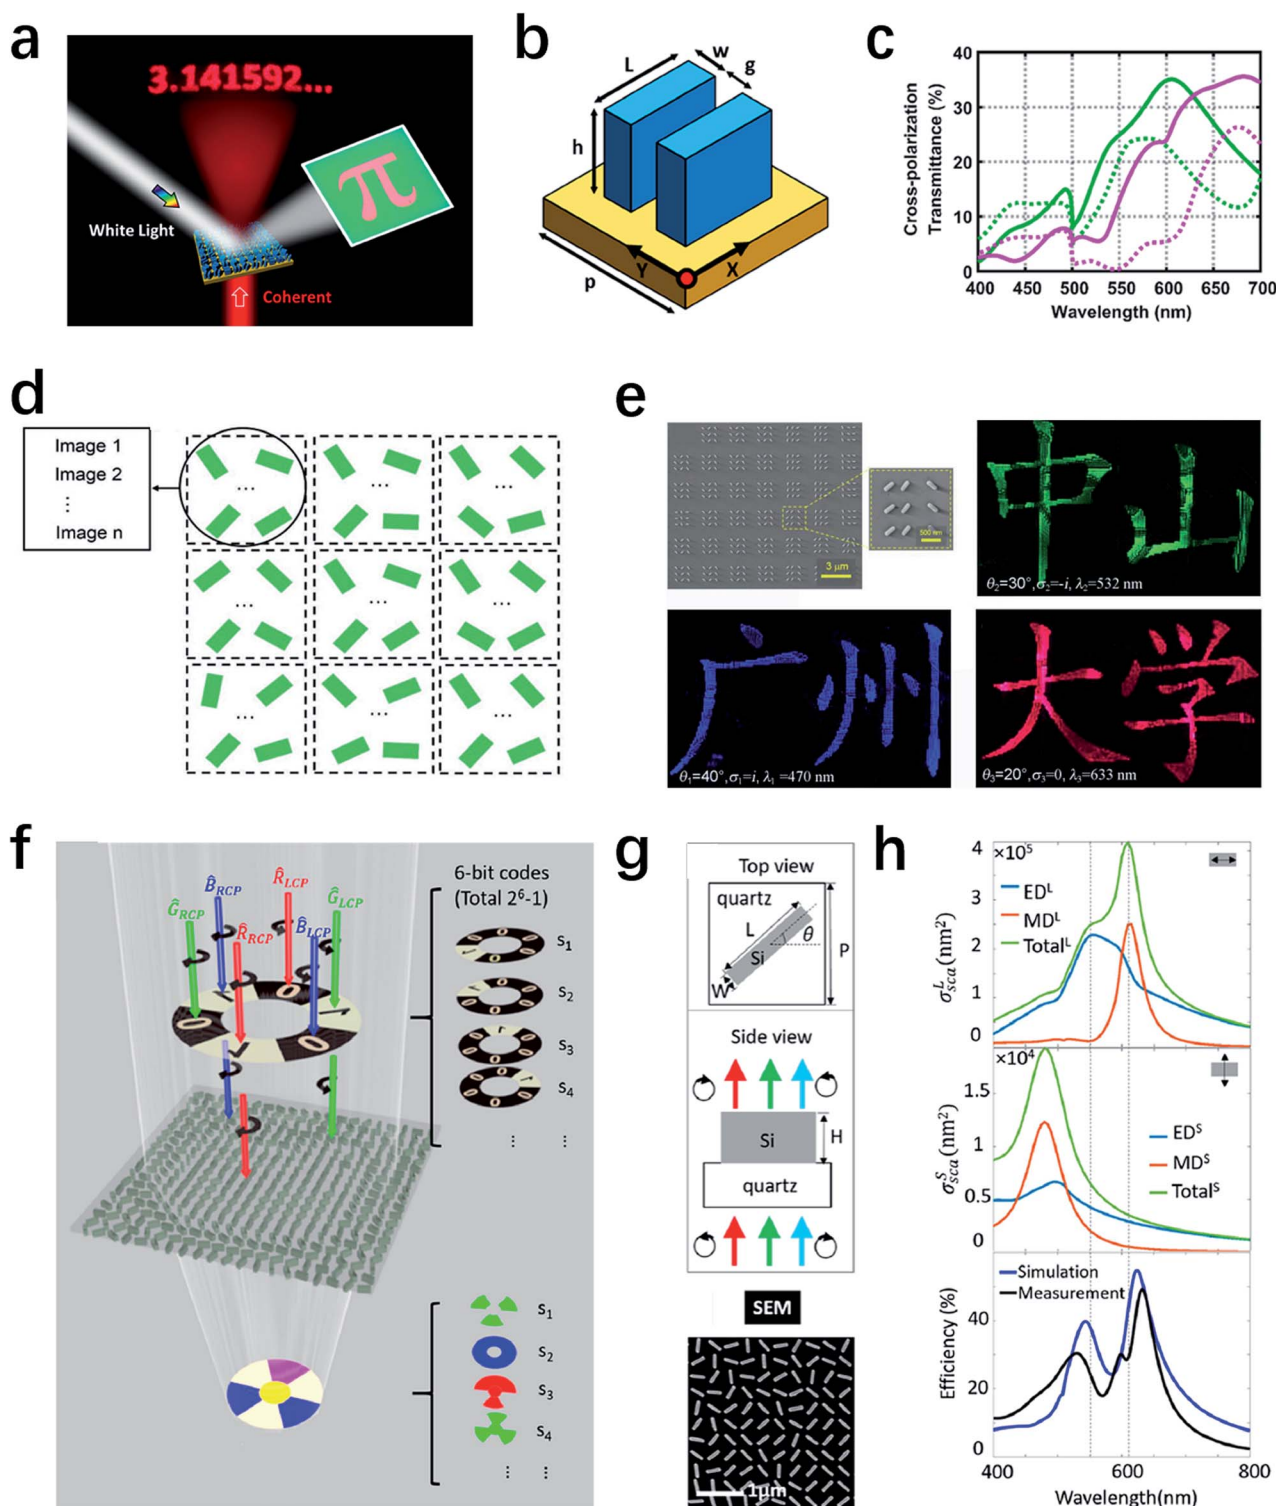 a
3.141592...
White Light
Coherent
π
b
L
w
g
h
Y
X
p
c
Cross-polarization
Transmittance (%)
40
30
20
10
0
400 450 500 550 600 650 700
Wavelength (nm)
d
Image 1
Image 2
⋮
Image n
...
...
...
...
...
...
...
...
...
e
3 μm
500 nm
中山
θ₂=30°,σ₂=-i, λ₂=532 nm
广州
θ₁=40°,σ₁=i, λ₁ =470 nm
大学
θ₃=20°,σ₃=0, λ₃=633 nm
f
6-bit codes
(Total 2⁶-1)
Ĝ_RCP
B̂_RCP
R̂_LCP
Ĝ_LCP
R̂_RCP
B̂_LCP
0 1 0 1 0 1
S₁
S₂
S₃
S₄
⋮ ⋮
S₁
S₂
S₃
S₄
⋮ ⋮
g
Top view
quartz
L
θ
Si
W
P
Side view
Si
H
quartz
SEM
1μm
h
×10⁵
4
3
2
1
0
σ^L_sca(nm²)
ED^L
MD^L
Total^L
×10⁴
1.5
1
0.5
0
σ^S_sca(nm²)
ED^S
MD^S
Total^S
Simulation
Measurement
Efficiency (%)
40
20
0
400 600 800
Wavelength(nm)